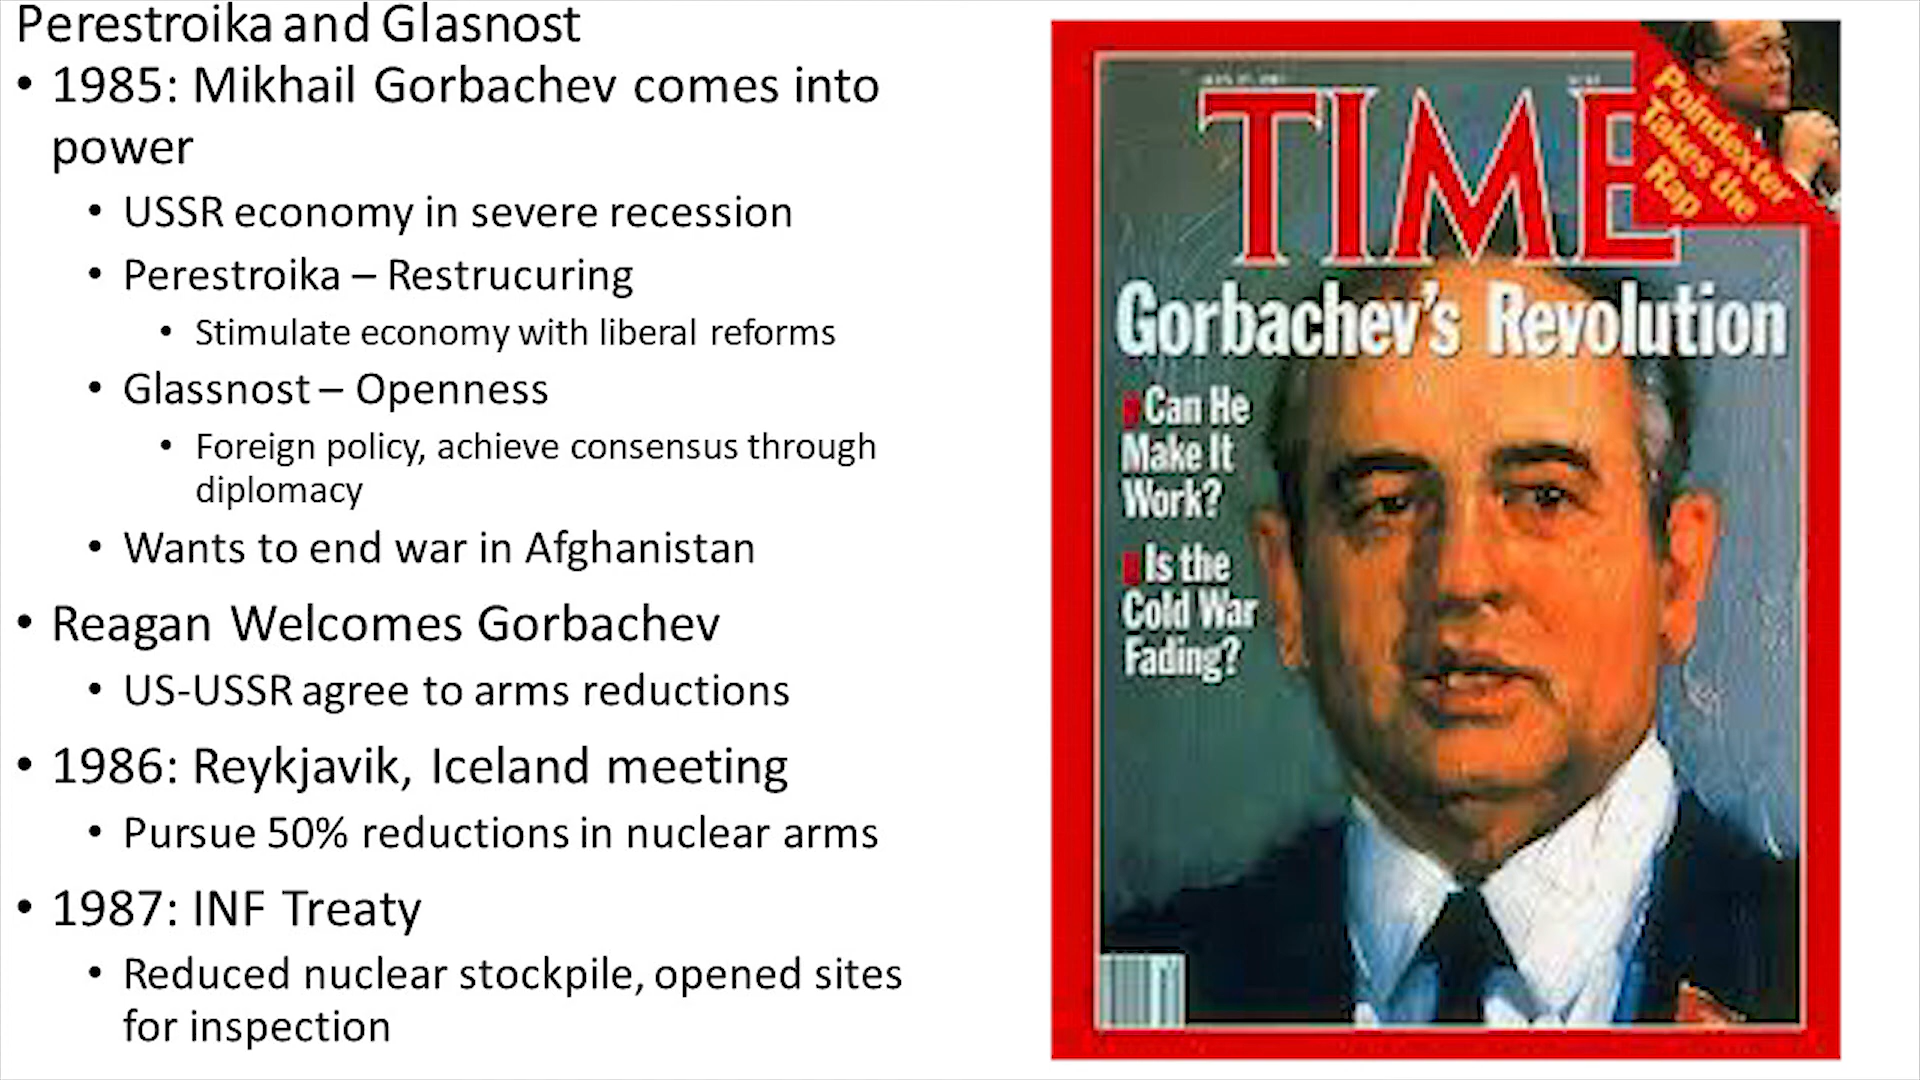 Perestroika and Glasnost
• 1985: Mikhail Gorbachev comes into
power
• USSR economy in severe recession
• Perestroika – Restrucuring
• Stimulate economy with liberal reforms
• Glassnost – Openness
• Foreign policy, achieve consensus through
diplomacy
• Wants to end war in Afghanistan
• Reagan Welcomes Gorbachev
• US-USSR agree to arms reductions
• 1986: Reykjavik, Iceland meeting
• Pursue 50% reductions in nuclear arms
• 1987: INF Treaty
• Reduced nuclear stockpile, opened sites
for inspection
TIME
Poindexter
Takes the
Rap
Gorbachev's Revolution
Can He
Make It
Work?
Is the
Cold War
Fading?